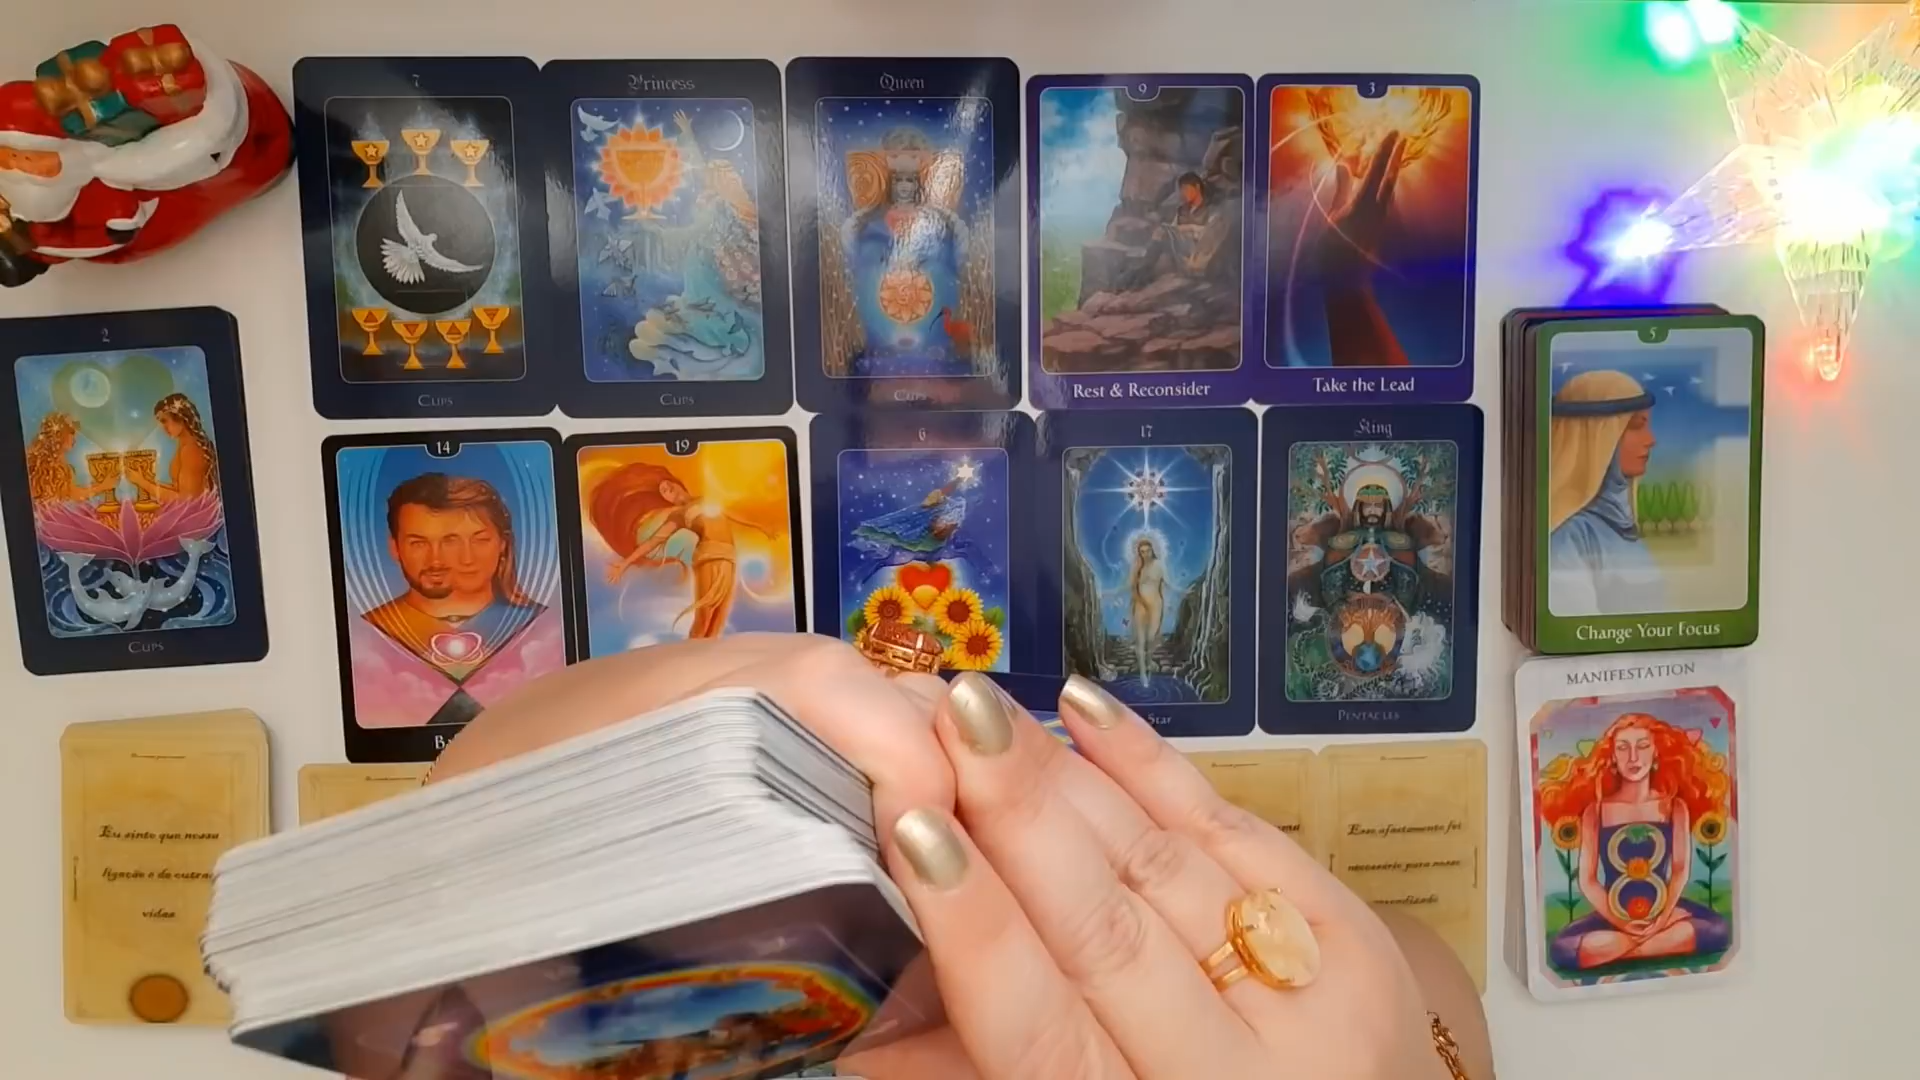 7
Cups
Princess
Cups
Queen
Cups
9
Rest & Reconsider
3
Take the Lead
2
Cups
14
19
6
17
Star
King
Pentacles
5
Change Your Focus
MANIFESTATION
Eu sinto que nossa
ligação e de outra
vidas
Esse afastamento foi
necessário para nosso